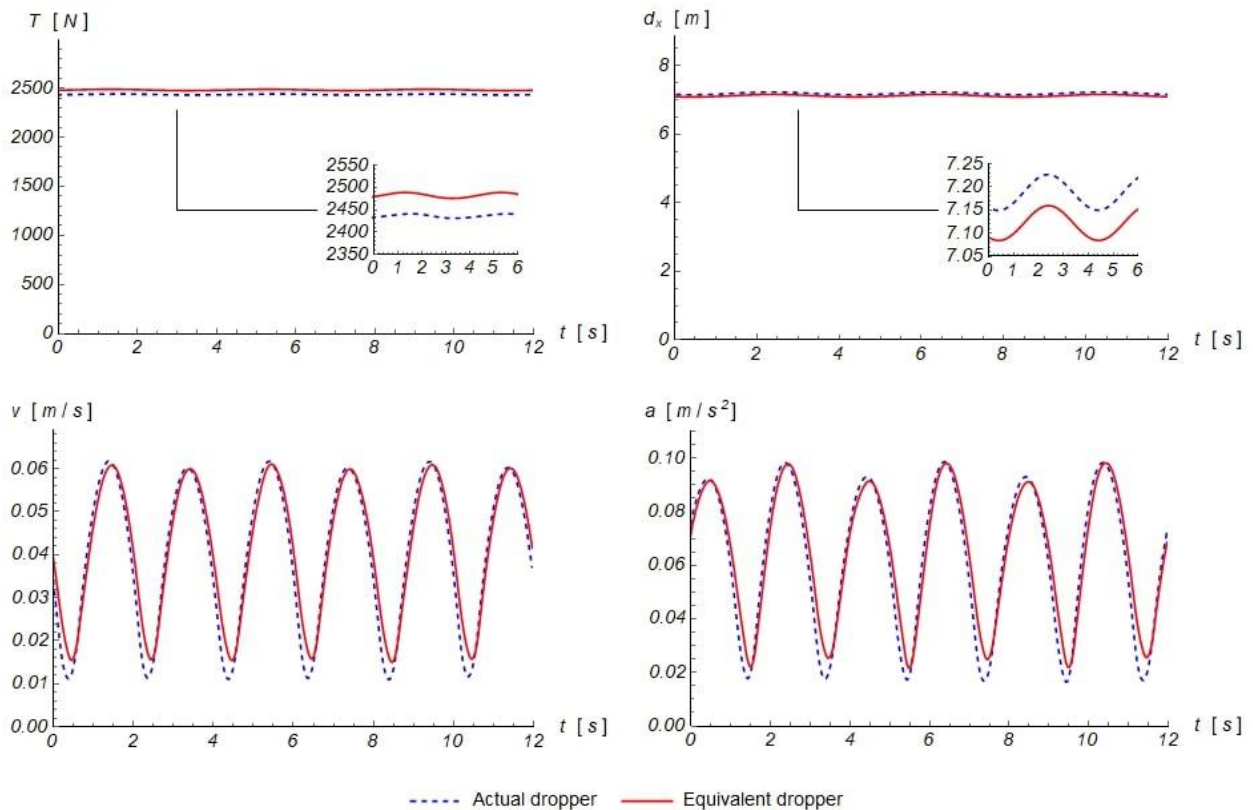 T [N]
2500
2000
1500
1000
500
0
0 2 4 6 8 10 12
t [s]
2550
2500
2450
2400
2350
0 1 2 3 4 5 6
dx [m]
8
6
4
2
0
0 2 4 6 8 10 12
t [s]
7.25
7.20
7.15
7.10
7.05
0 1 2 3 4 5 6
v [m/s]
0.06
0.05
0.04
0.03
0.02
0.01
0.00
0 2 4 6 8 10 12
t [s]
a [m/s²]
0.10
0.08
0.06
0.04
0.02
0.00
0 2 4 6 8 10 12
t [s]
Actual dropper Equivalent dropper